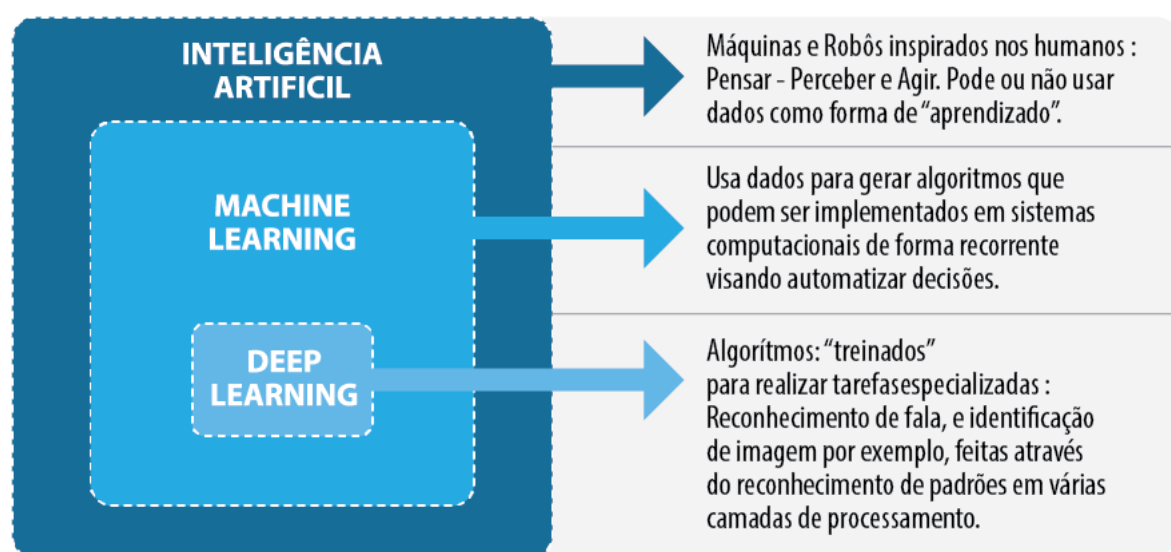 INTELIGÊNCIA
ARTIFICIL
Máquinas e Robôs inspirados nos humanos :
Pensar - Perceber e Agir. Pode ou não usar
dados como forma de “aprendizado”.
MACHINE
LEARNING
Usa dados para gerar algoritmos que
podem ser implementados em sistemas
computacionais de forma recorrente
visando automatizar decisões.
DEEP
LEARNING
Algorítmos: “treinados”
para realizar tarefasespecializadas :
Reconhecimento de fala, e identificação
de imagem por exemplo, feitas através
do reconhecimento de padrões em várias
camadas de processamento.